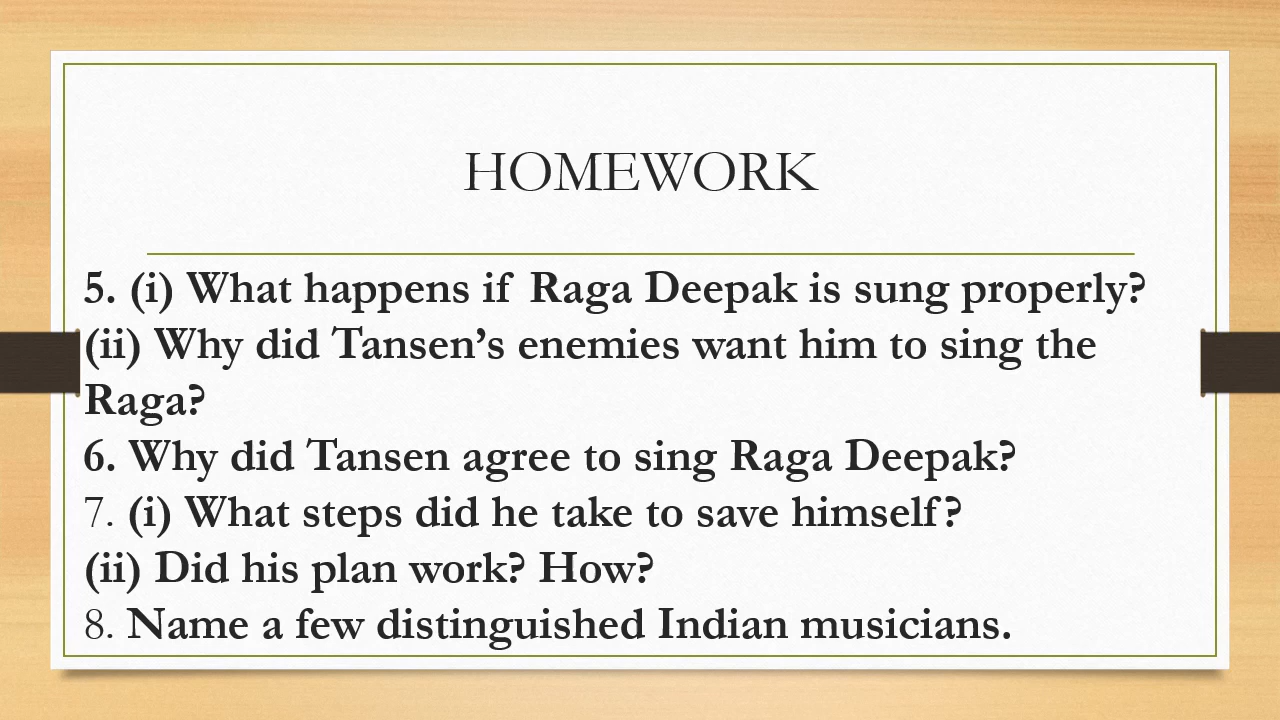 HOMEWORK
5. (i) What happens if Raga Deepak is sung properly?
(ii) Why did Tansen’s enemies want him to sing the
Raga?
6. Why did Tansen agree to sing Raga Deepak?
7. (i) What steps did he take to save himself?
(ii) Did his plan work? How?
8. Name a few distinguished Indian musicians.